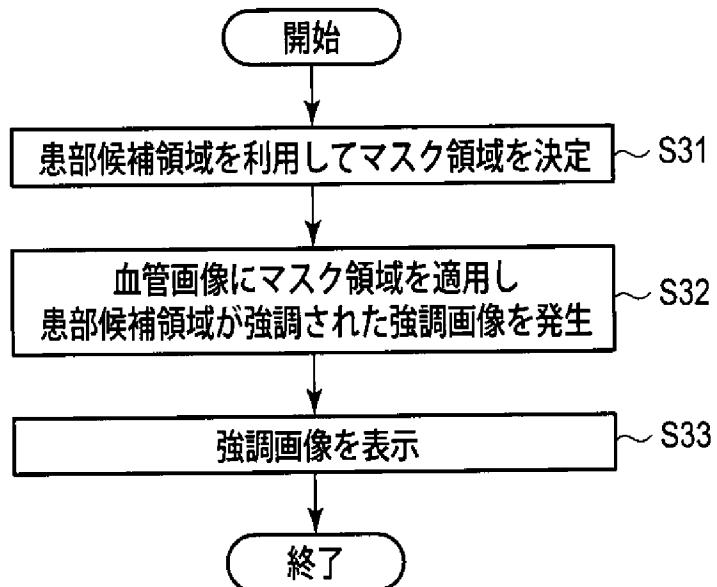 開始
患部候補領域を利用してマスク領域を決定
S31
血管画像にマスク領域を適用し
患部候補領域が強調された強調画像を発生
S32
強調画像を表示
S33
終了